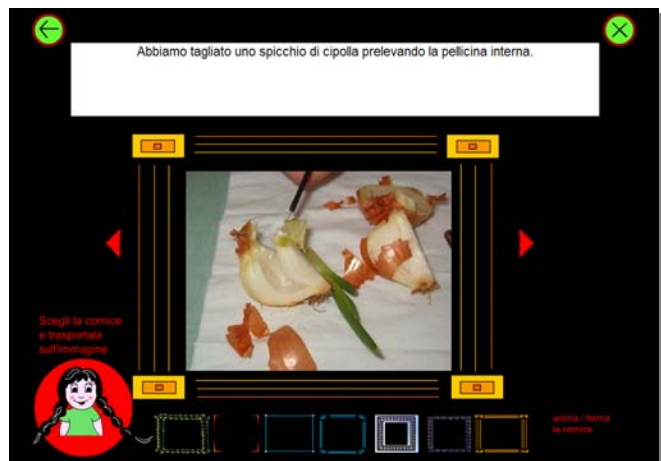 Abbiamo tagliato uno spicchio di cipolla prelevando la pellicina interna.
Scegli la cornice
e trasportala
sull'immagine
anima / ferma
la cornice